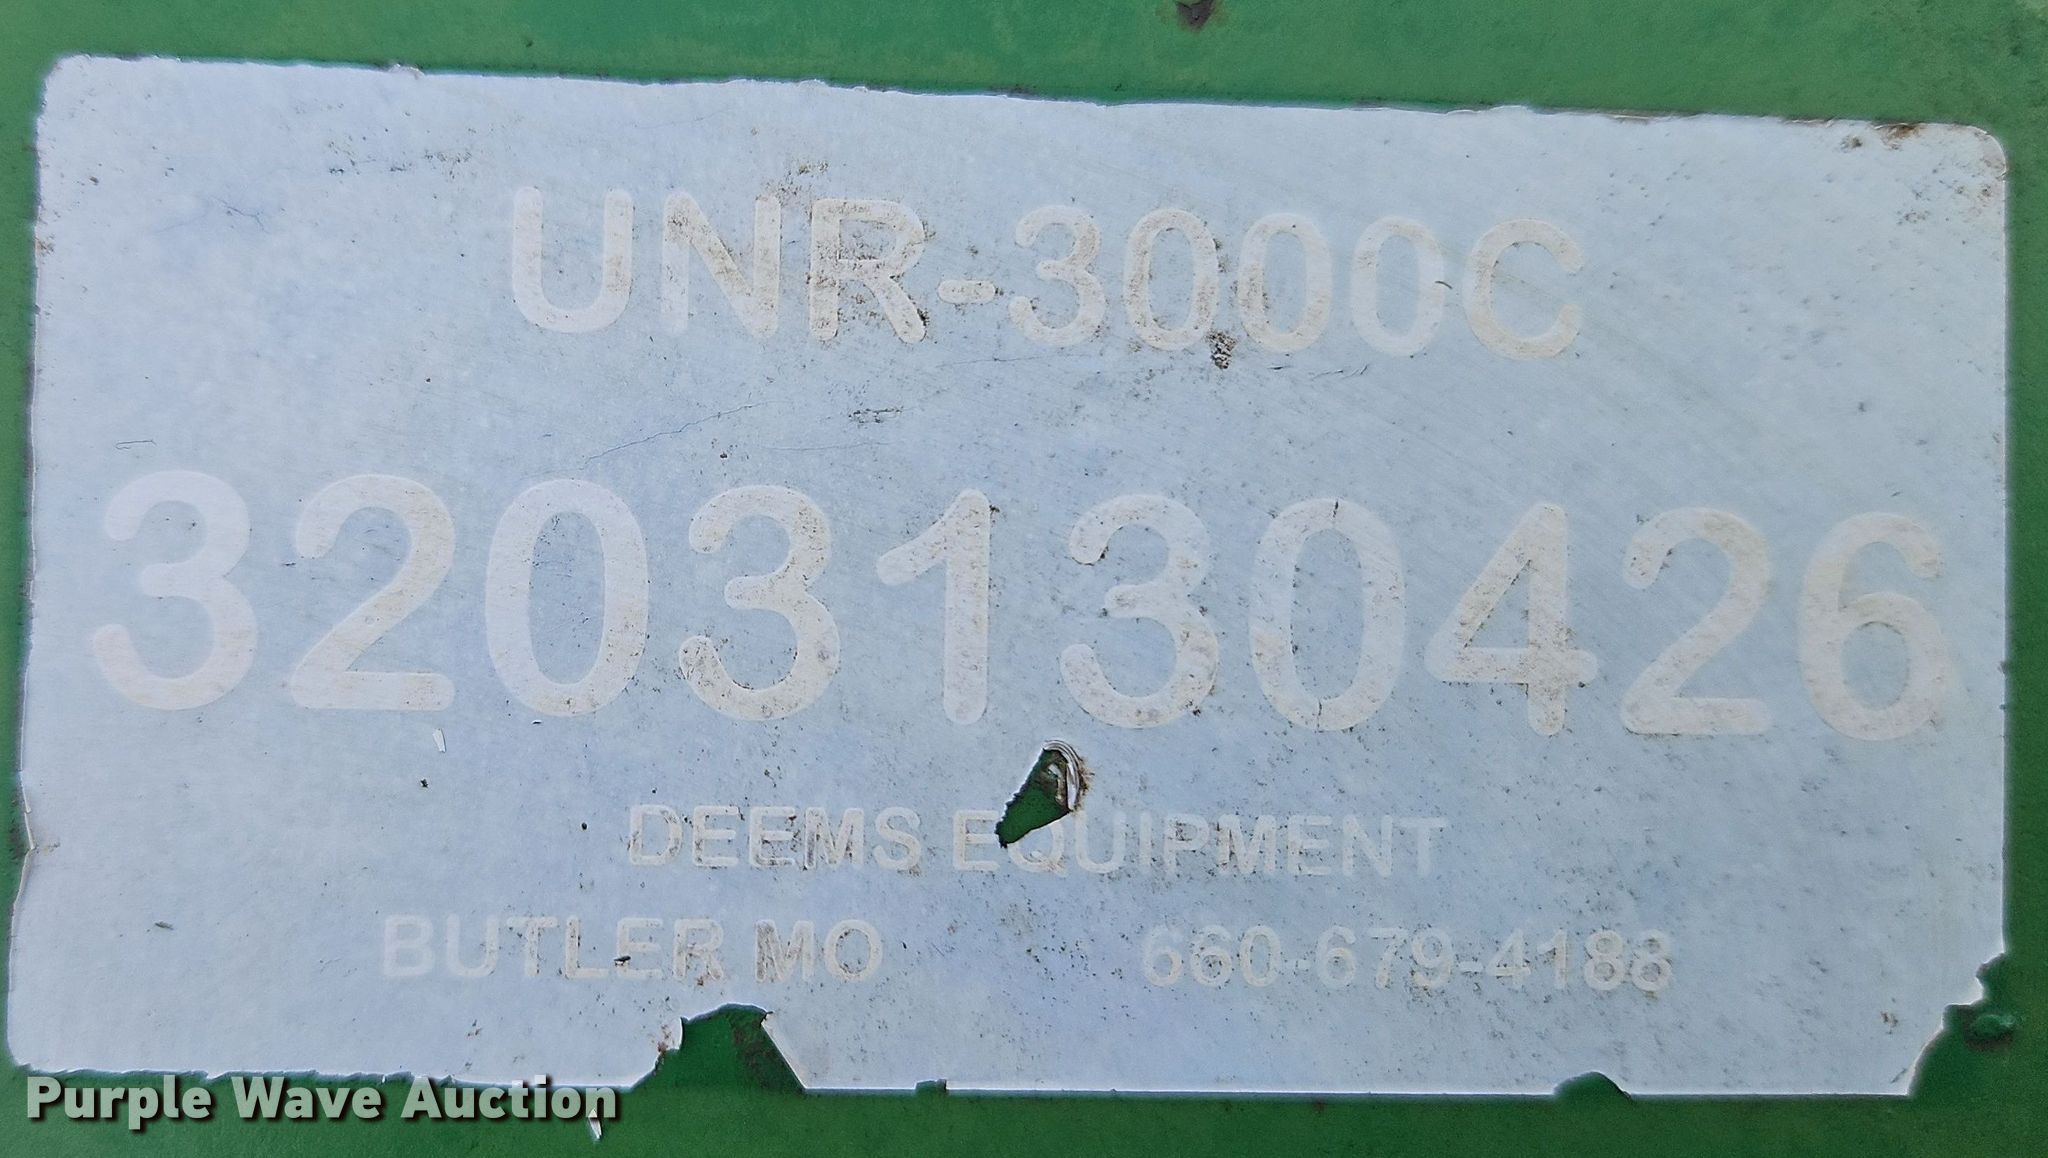 UNR-3000C
3203130426
DEEMS EQUIPMENT
BUTLER MO 660-679-4188
Purple Wave Auction